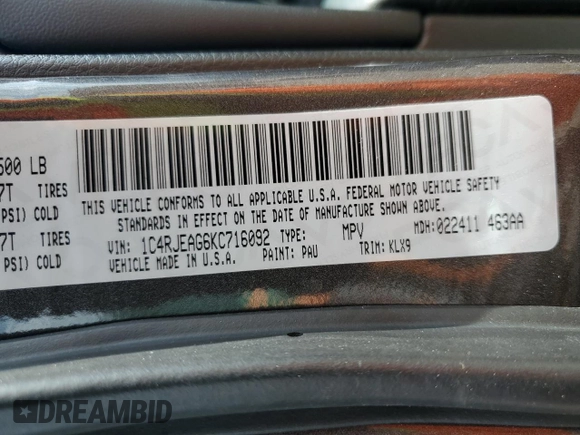 500 LB
7T TIRES
PSI) COLD
7T TIRES
PSI) COLD
THIS VEHICLE CONFORMS TO ALL APPLICABLE U.S.A. FEDERAL MOTOR VEHICLE SAFETY
STANDARDS IN EFFECT ON THE DATE OF MANUFACTURE SHOWN ABOVE.
VIN: 1C4RJEAG6KC716092 TYPE: MPV MDH:022411 463AA
VEHICLE MADE IN U.S.A. PAINT: PAU TRIM: KLX9
DREAMBID